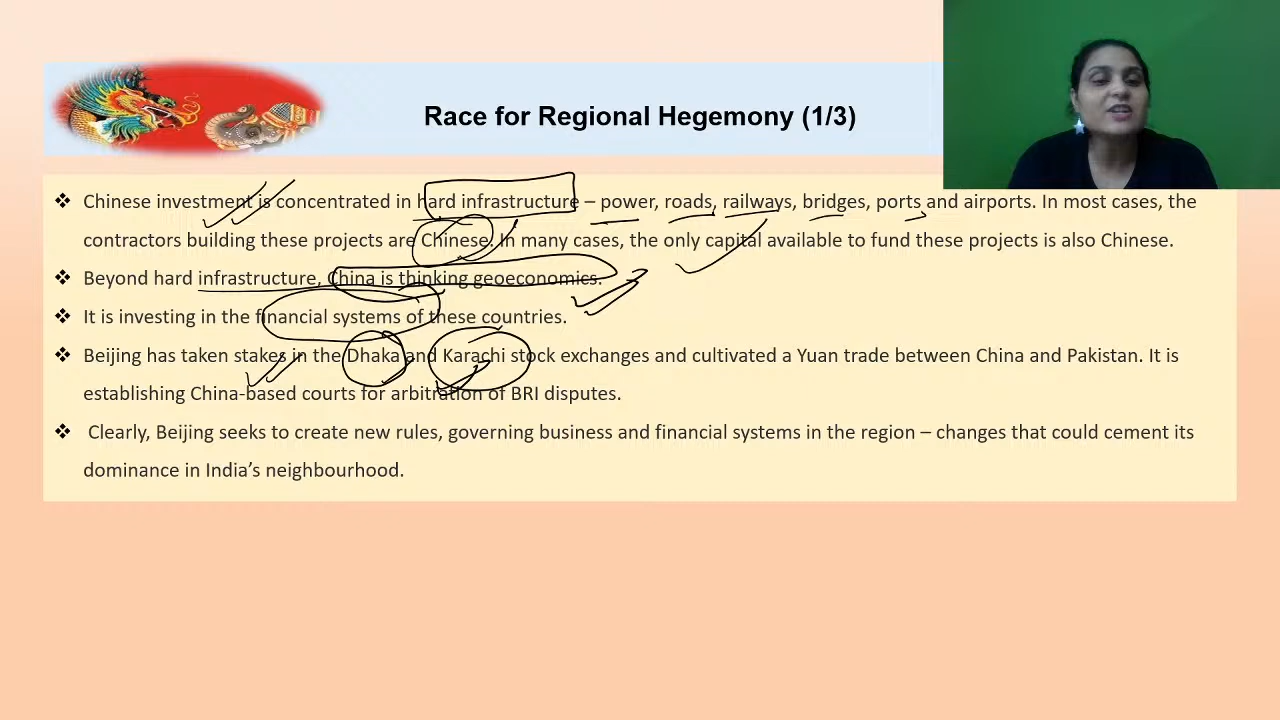 Race for Regional Hegemony (1/3)
❖ Chinese investment is concentrated in hard infrastructure – power, roads, railways, bridges, ports and airports. In most cases, the
contractors building these projects are Chinese. In many cases, the only capital available to fund these projects is also Chinese.
❖ Beyond hard infrastructure, China is thinking geoeconomics.
❖ It is investing in the financial systems of these countries.
❖ Beijing has taken stakes in the Dhaka and Karachi stock exchanges and cultivated a Yuan trade between China and Pakistan. It is
establishing China-based courts for arbitration of BRI disputes.
❖ Clearly, Beijing seeks to create new rules, governing business and financial systems in the region – changes that could cement its
dominance in India’s neighbourhood.